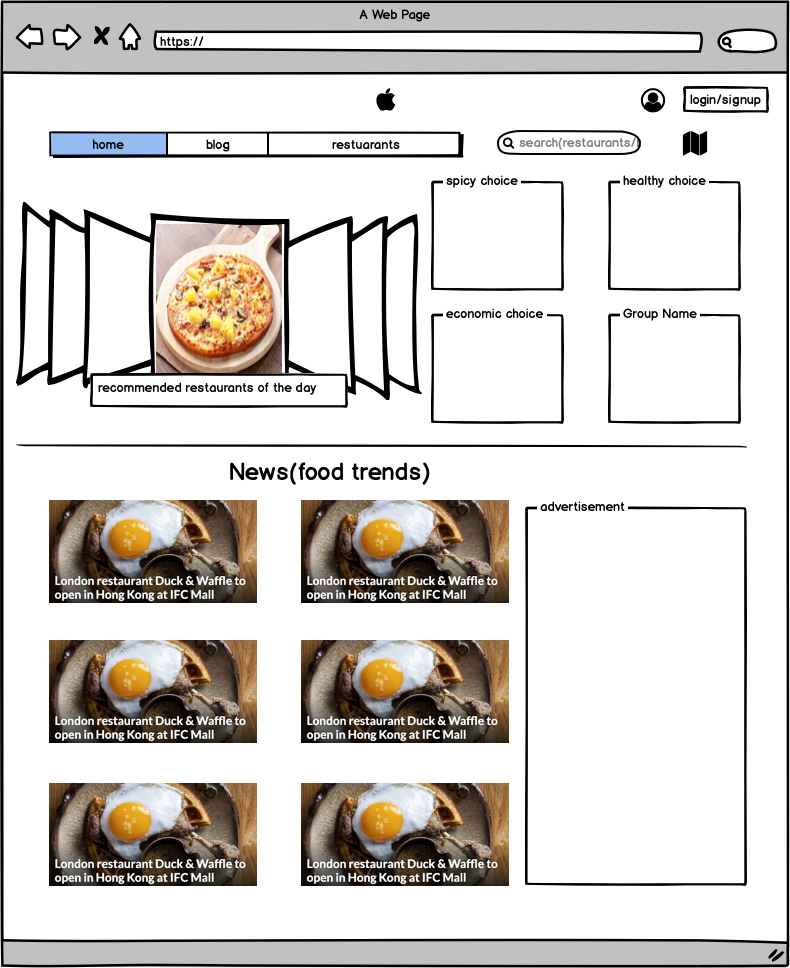 A Web Page
https://
login/signup
home
blog
restuarants
search(restaurants/
spicy choice
healthy choice
economic choice
Group Name
recommended restaurants of the day
News(food trends)
advertisement
London restaurant Duck & Waffle to
open in Hong Kong at IFC Mall
London restaurant Duck & Waffle to
open in Hong Kong at IFC Mall
London restaurant Duck & Waffle to
open in Hong Kong at IFC Mall
London restaurant Duck & Waffle to
open in Hong Kong at IFC Mall
London restaurant Duck & Waffle to
open in Hong Kong at IFC Mall
London restaurant Duck & Waffle to
open in Hong Kong at IFC Mall